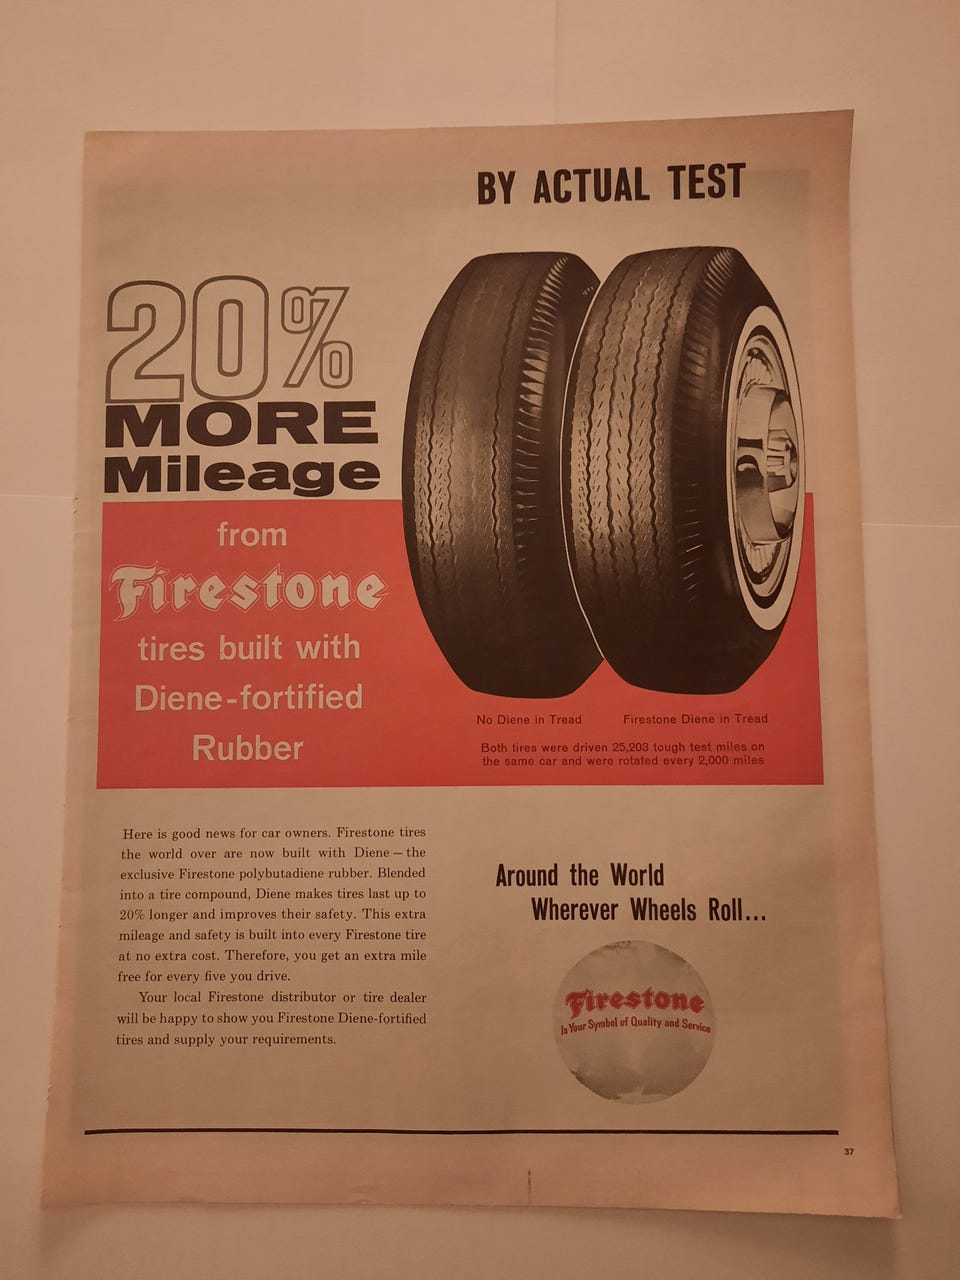 BY ACTUAL TEST
20%
MORE
Mileage
from
Firestone
tires built with
Diene-fortified
Rubber
No Diene in Tread
Firestone Diene in Tread
Both tires were driven 25,203 tough test miles on
the same car and were rotated every 2,000 miles
Here is good news for car owners. Firestone tires
the world over are now built with Diene — the
exclusive Firestone polybutadiene rubber. Blended
into a tire compound, Diene makes tires last up to
20% longer and improves their safety. This extra
mileage and safety is built into every Firestone tire
at no extra cost. Therefore, you get an extra mile
free for every five you drive.
Your local Firestone distributor or tire dealer
will be happy to show you Firestone Diene-fortified
tires and supply your requirements.
Around the World
Wherever Wheels Roll...
Firestone
Is Your Symbol of Quality and Service
37